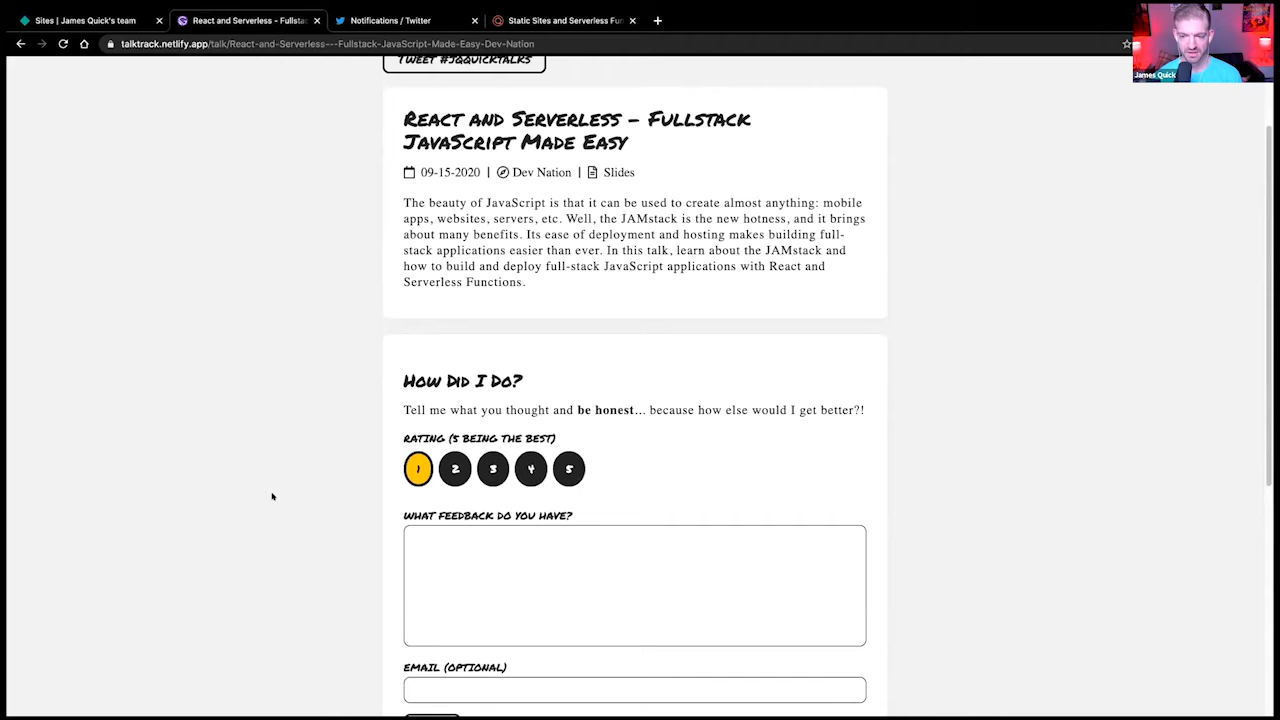 Sites | James Quick's team
React and Serverless - Fullsta
Notifications / Twitter
Static Sites and Serverless Fun
talktrack.netlify.app/talk/React-and-Serverless---Fullstack-JavaScript-Made-Easy-Dev-Nation
James Quick
Tweet #JQQuickTalks
React and Serverless - Fullstack
JavaScript Made Easy
09-15-2020 | Dev Nation | Slides
The beauty of JavaScript is that it can be used to create almost anything: mobile
apps, websites, servers, etc. Well, the JAMstack is the new hotness, and it brings
about many benefits. Its ease of deployment and hosting makes building full-
stack applications easier than ever. In this talk, learn about the JAMstack and
how to build and deploy full-stack JavaScript applications with React and
Serverless Functions.
How Did I Do?
Tell me what you thought and be honest... because how else would I get better?!
Rating (5 being the best)
1 2 3 4 5
What feedback do you have?
Email (optional)